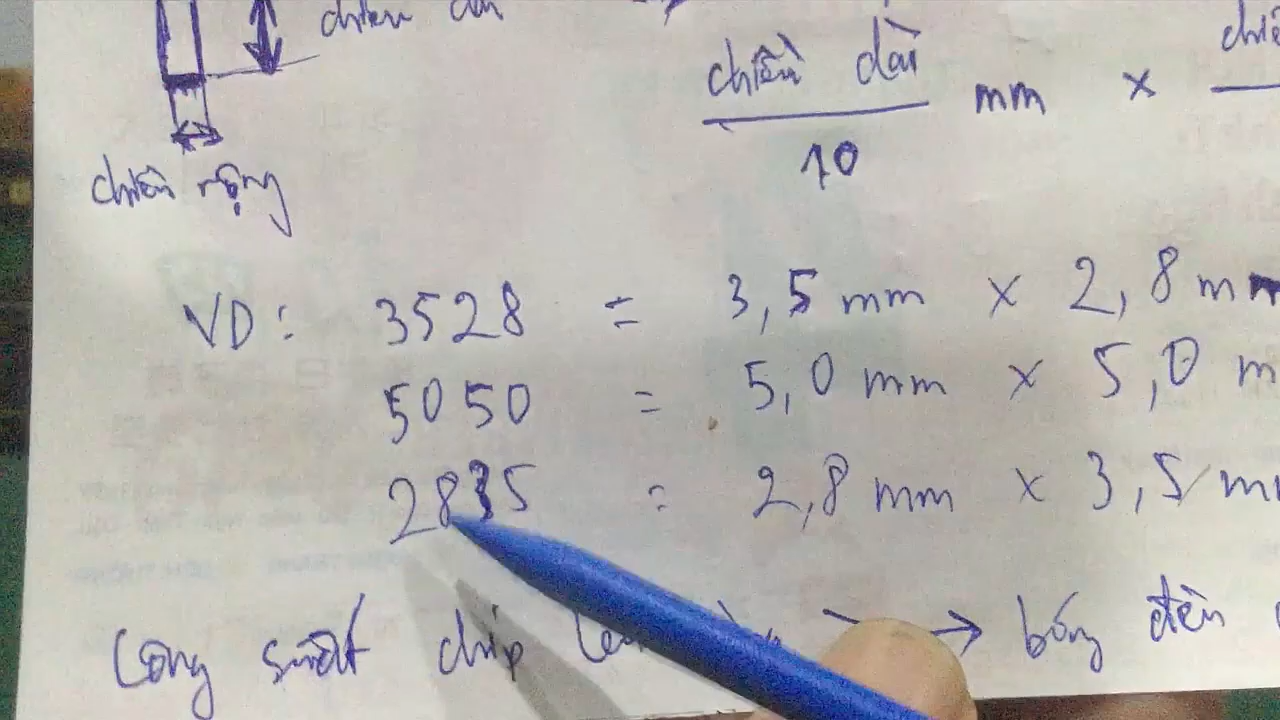 chiều dài
chiều dài mm x
10
chiều rộng
VD: 3528 = 3,5 mm x 2,8 mm
5050 = 5,0 mm x 5,0 m
2835 = 2,8 mm x 3,5 mm
Công suất chip → bóng đèn